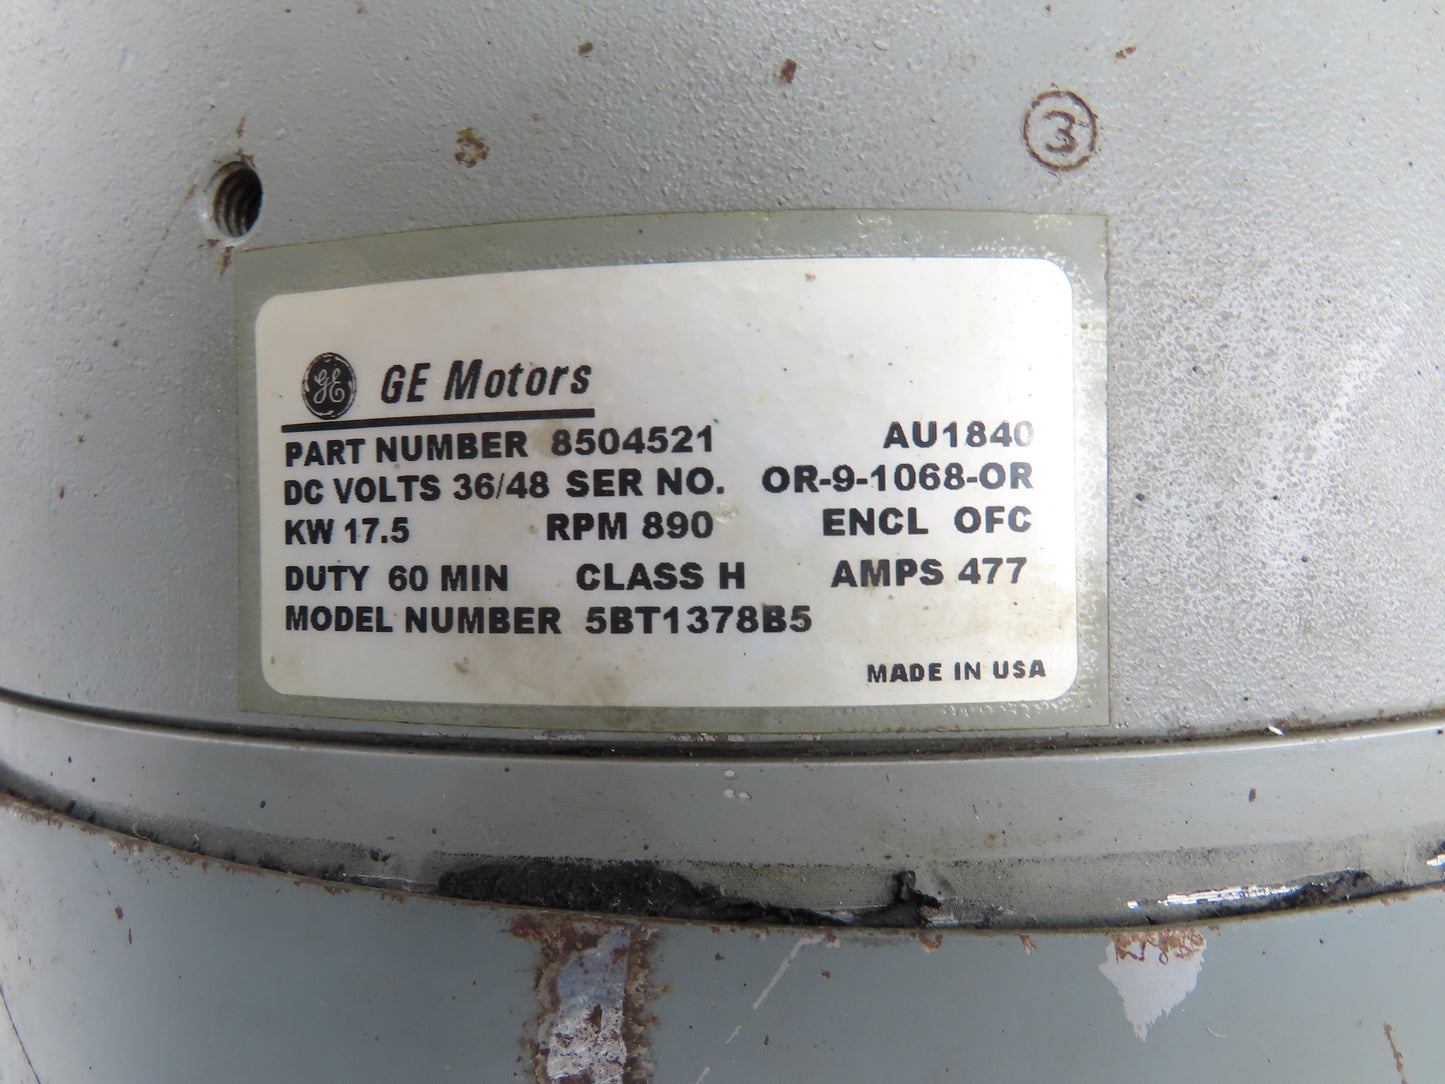 3
GE GE Motors
PART NUMBER 8504521 AU1840
DC VOLTS 36/48 SER NO. OR-9-1068-OR
KW 17.5 RPM 890 ENCL OFC
DUTY 60 MIN CLASS H AMPS 477
MODEL NUMBER 5BT1378B5
MADE IN USA